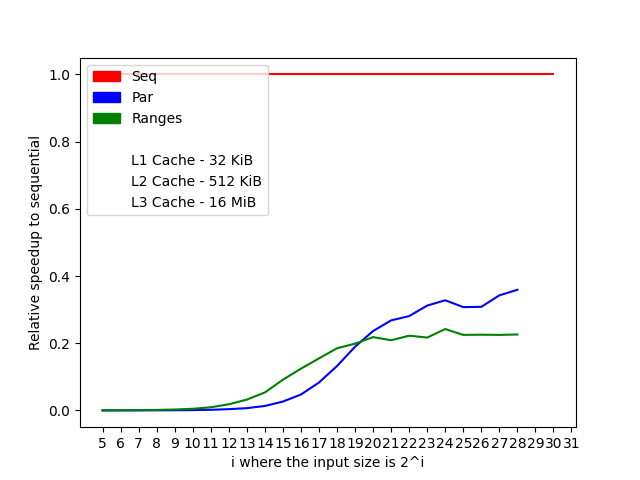 1.0
0.8
0.6
0.4
0.2
0.0
Relative speedup to sequential
Seq
Par
Ranges
L1 Cache - 32 KiB
L2 Cache - 512 KiB
L3 Cache - 16 MiB
5 6 7 8 9 10 11 12 13 14 15 16 17 18 19 20 21 22 23 24 25 26 27 28 29 30 31
i where the input size is 2^i